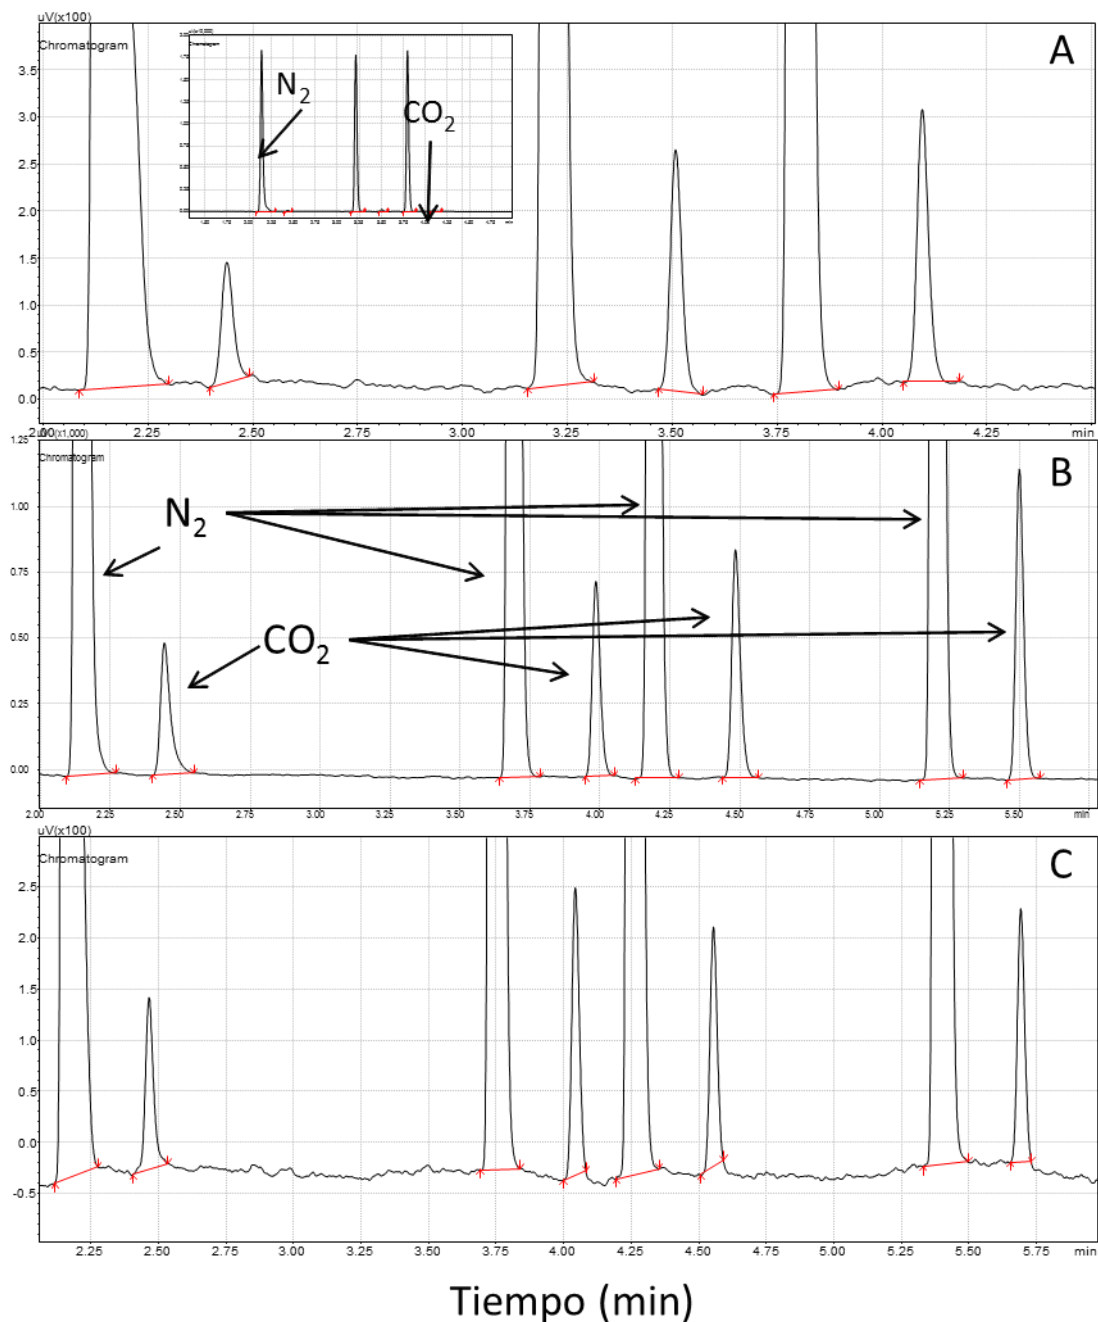 uV(x100)
Chromatogram
A
3.5
3.0
2.5
2.0
1.5
1.0
0.5
0.0
Chromatogram
N2
CO2
2.00 2.25 2.50 2.75 3.00 3.25 3.50 3.75 4.00 4.25 min
uV(x1,000)
1.25
Chromatogram
B
N2
CO2
1.00
0.75
0.50
0.25
0.00
2.00 2.25 2.50 2.75 3.00 3.25 3.50 3.75 4.00 4.25 4.50 4.75 5.00 5.25 5.50 min
uV(x100)
Chromatogram
C
2.5
2.0
1.5
1.0
0.5
0.0
-0.5
2.25 2.50 2.75 3.00 3.25 3.50 3.75 4.00 4.25 4.50 4.75 5.00 5.25 5.50 5.75 min
Tiempo (min)